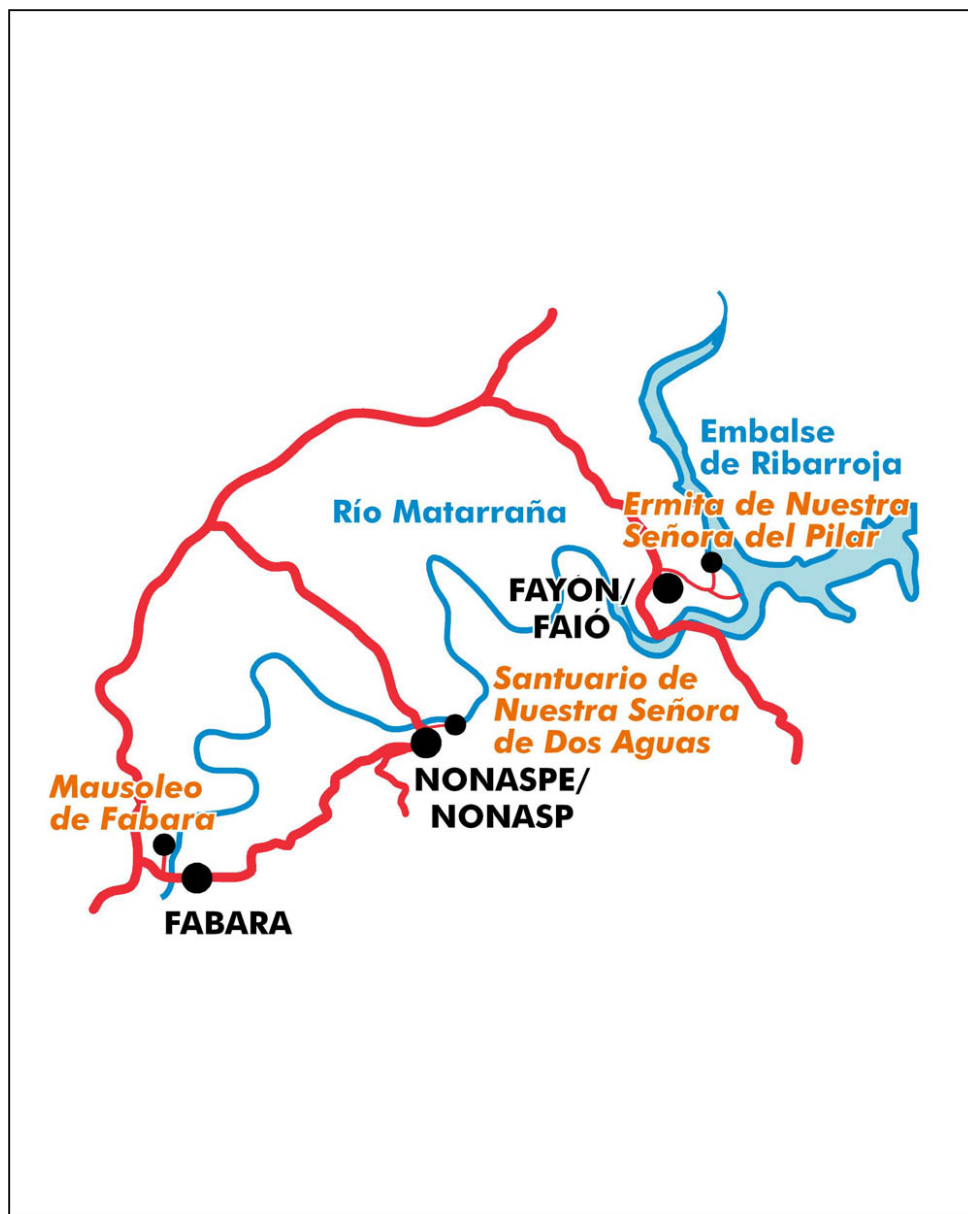 Embalse
de Ribarroja
Ermita de Nuestra
Señora del Pilar
Río Matarraña
FAYÓN/
FAIÓ
Santuario de
Nuestra Señora
de Dos Aguas
NONASPE/
NONASP
Mausoleo
de Fabara
FABARA